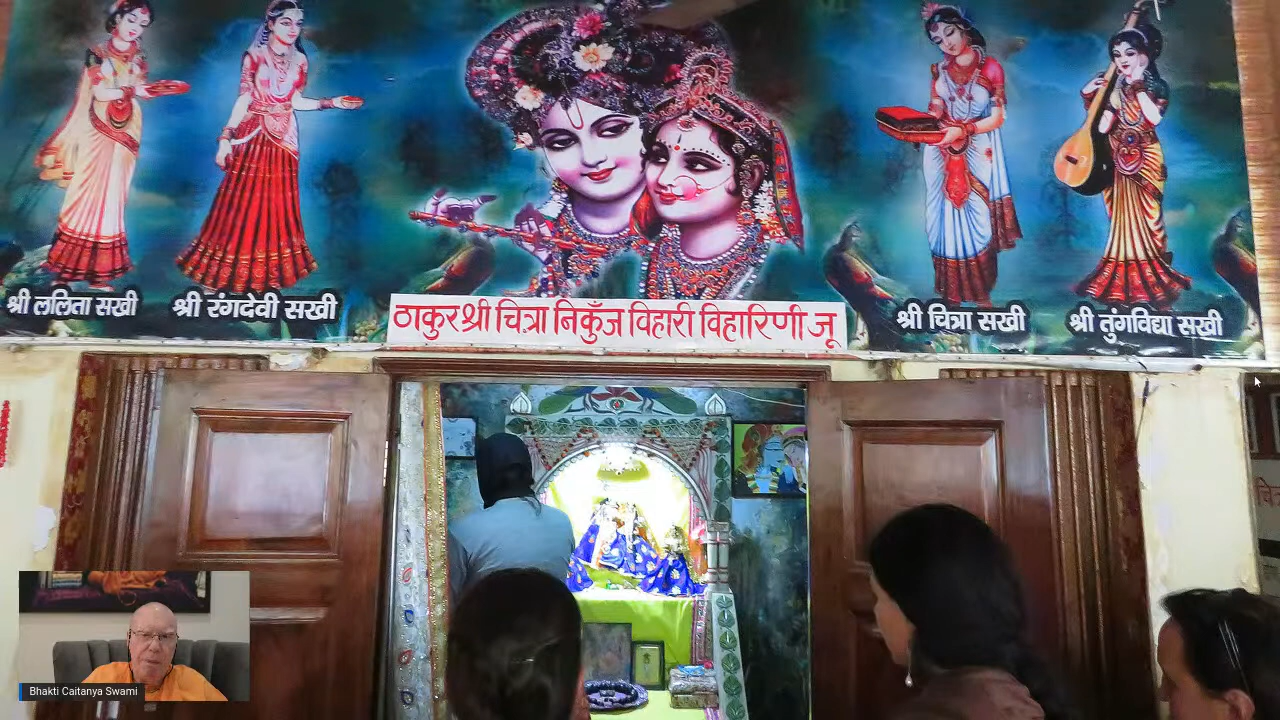 श्री ललिता सखी
श्री रंगदेवी सखी
ठाकुरश्री चित्रा निकुँज विहारी विहारिणी जू
श्री चित्रा सखी
श्री तुंगविद्या सखी
Bhakti Caitanya Swami